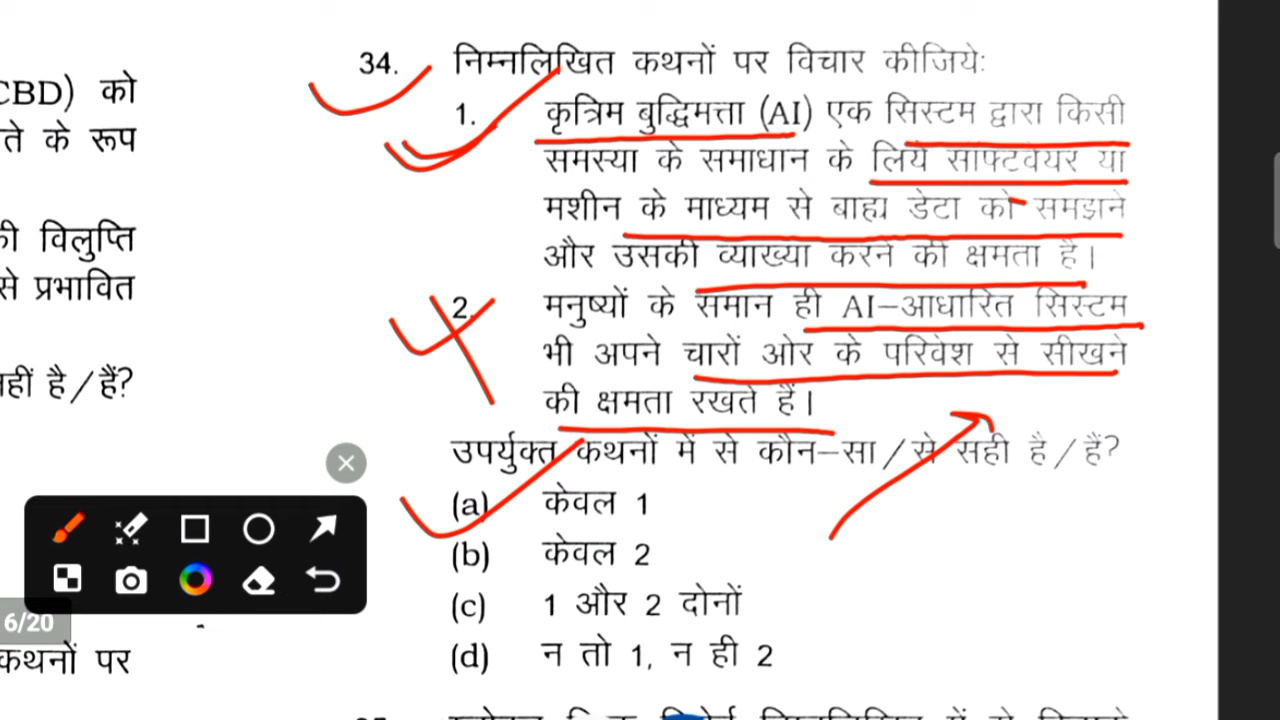 CBD) को
ते के रूप
की विलुप्ति
से प्रभावित
नहीं है/हैं?
6/20
कथनों पर
34. निम्नलिखित कथनों पर विचार कीजिये:
1. कृत्रिम बुद्धिमत्ता (AI) एक सिस्टम द्वारा किसी
समस्या के समाधान के लिये सॉफ्टवेयर या
मशीन के माध्यम से बाह्य डेटा को समझने
और उसकी व्याख्या करने की क्षमता है।
2. मनुष्यों के समान ही AI-आधारित सिस्टम
भी अपने चारों ओर के परिवेश से सीखने
की क्षमता रखते हैं।
उपर्युक्त कथनों में से कौन-सा/से सही है/हैं?
(a) केवल 1
(b) केवल 2
(c) 1 और 2 दोनों
(d) न तो 1, न ही 2